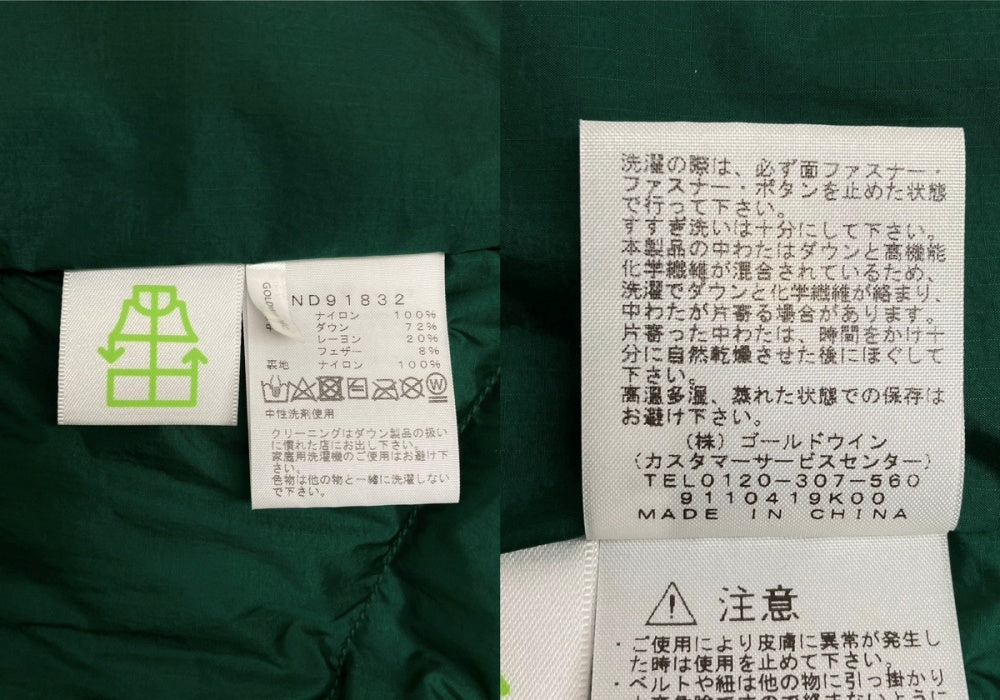 GOLD
ND91832
ナイロン 100%
ダウン 72%
レーヨン 20%
フェザー 8%
裏地 ナイロン 100%
W
中性洗剤使用
クリーニングはダウン製品の扱い
に慣れた店にお出し下さい。
家庭用洗濯機のご使用はお避け下
さい。
色物は他の物と一緒に洗濯しない
で下さい。
洗濯の際は、必ず面ファスナー・
ファスナー・ボタンを止めた状態
で行って下さい。
すすぎ洗いは十分にして下さい。
本製品の中わたはダウンと高機能
化学繊維が混合されているため、
洗濯でダウンと化学繊維が絡まり、
中わたが片寄る場合があります。
片寄った中わたは、時間をかけ十
分に自然乾燥させた後にほぐして
下さい。
高温多湿、蒸れた状態での保存は
お避け下さい。
(株)ゴールドウイン
(カスタマーサービスセンター)
TEL0120-307-560
9110419K00
MADE IN CHINA
注意
・ご使用により皮膚に異常が発生し
た時は使用を止めて下さい。
・ベルトや紐は他の物に引っ掛かり